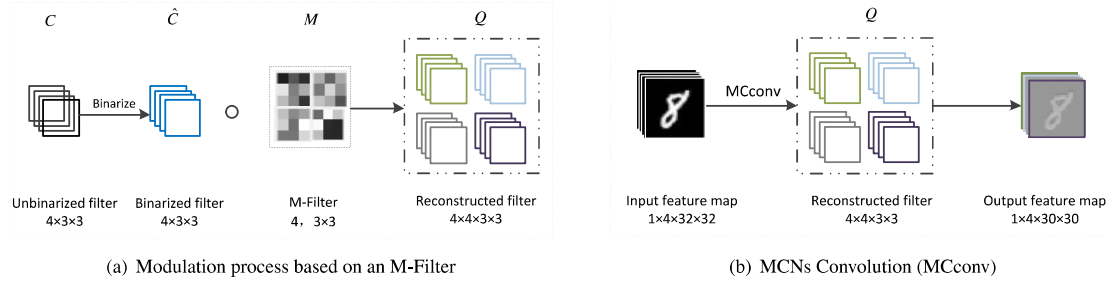 C Ĉ M Q
Binarize
Unbinarized filter
4×3×3
Binarized filter
4×3×3
M-Filter
4, 3×3
Reconstructed filter
4×4×3×3
(a) Modulation process based on an M-Filter
Q
MCconv
8
Input feature map
1×4×32×32
Reconstructed filter
4×4×3×3
8
Output feature map
1×4×30×30
(b) MCNs Convolution (MCconv)